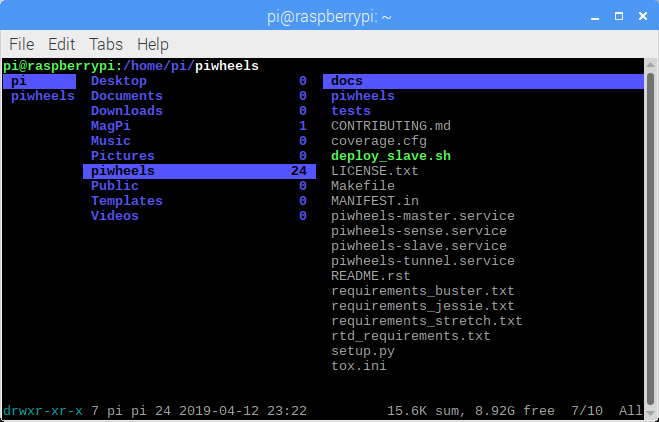 pi@raspberrypi: ~
File Edit Tabs Help
pi@raspberrypi:/home/pi/piwheels
pi Desktop 0 docs
piwheels Documents 0 piwheels
Downloads 0 tests
MagPi 1 CONTRIBUTING.md
Music 0 coverage.cfg
Pictures 0 deploy_slave.sh
piwheels 24 LICENSE.txt
Public 0 Makefile
Templates 0 MANIFEST.in
Videos 0 piwheels-master.service
piwheels-sense.service
piwheels-slave.service
piwheels-tunnel.service
README.rst
requirements_buster.txt
requirements_jessie.txt
requirements_stretch.txt
rtd_requirements.txt
setup.py
tox.ini
drwxr-xr-x 7 pi pi 24 2019-04-12 23:22 15.6K sum, 8.92G free 7/10 All